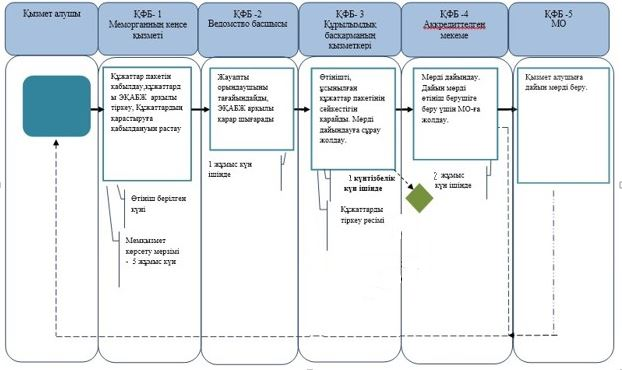 Қызмет алушы
ҚФБ- 1
Меморганның кеңсе
қызметі
ҚФБ -2
Ведомство басшысы
ҚФБ- 3
Құрылымдық
басқарманың
қызметкері
ҚФБ -4
Аккредиттелген
мекеме
ҚФБ -5
МО
Құжаттар пакетін
қабылдау,құжаттард
ы ЭҚАБЖ арқылы
тіркеу, Құжаттардың
қарастыруға
қабылдануын растау
Өтініш берілген
күні
Мемқызмет
көрсету мерзімі
- 5 жұмыс күн
Жауапты
орындаушыны
тағайындайды,
ЭҚАБЖ арқылы
қарар шығарады
1 жұмыс күн
ішінде
Өтінішті,
ұсынылған
құжаттар пакетінің
сәйкестігін
қарайды. Мөрді
дайындауға сұрау
жолдау.
1 күнтізбелік
күн ішінде
Құжаттарды
тіркеу ресімі
Мөрді дайындау.
Дайын мөрді
өтініш берушіге
беру үшін МО-ға
жолдау.
2 жұмыс
күн ішінде
Қызмет алушыға
дайын мөрді беру.